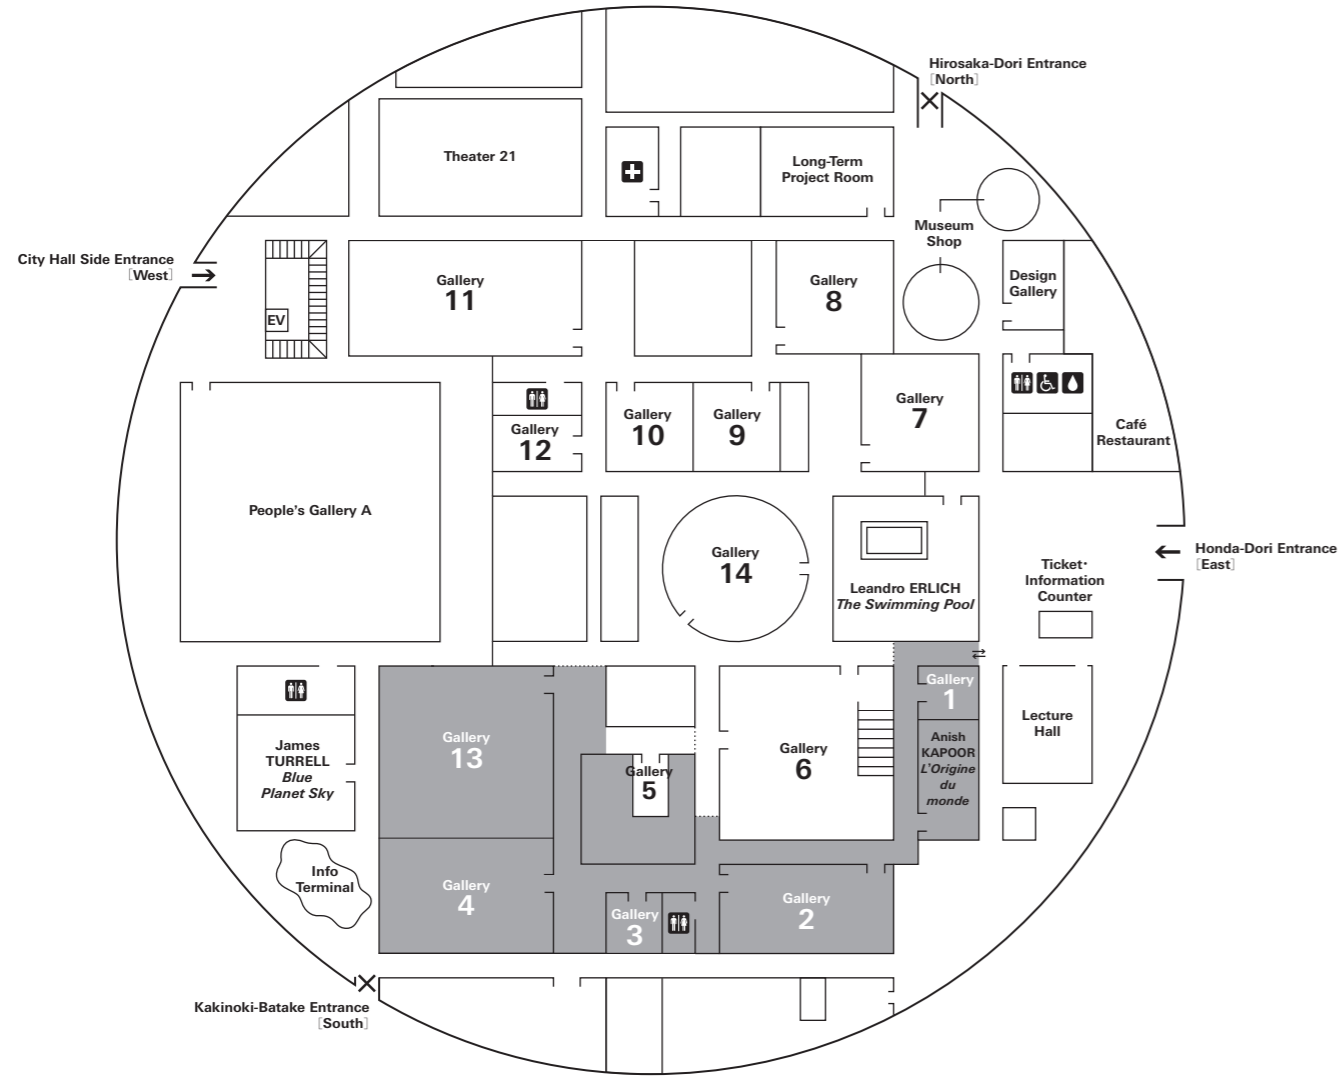 Hirosaka-Dori Entrance
[North]
Theater 21
Long-Term
Project Room
Museum
Shop
City Hall Side Entrance
[West]
EV
Gallery
11
Gallery
8
Design
Gallery
Gallery
12
Gallery
10
Gallery
9
Gallery
7
Café
Restaurant
People's Gallery A
Gallery
14
Leandro ERLICH
The Swimming Pool
Ticket・
Information
Counter
Honda-Dori Entrance
[East]
James
TURRELL
Blue
Planet Sky
Gallery
13
Gallery
5
Gallery
6
Gallery
1
Anish
KAPOOR
L'Origine
du
monde
Lecture
Hall
Info
Terminal
Gallery
4
Gallery
3
Gallery
2
Kakinoki-Batake Entrance
[South]